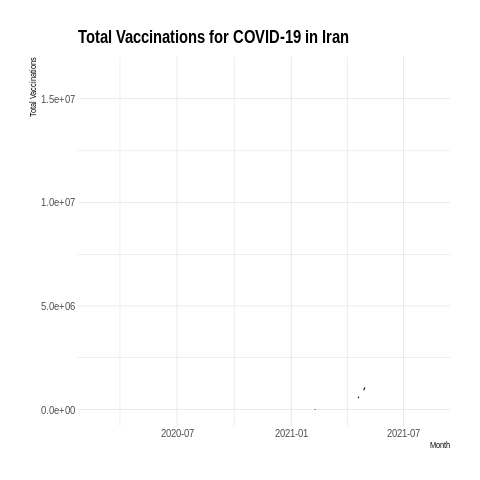 Total Vaccinations for COVID-19 in Iran
Total Vaccinations
1.5e+07
1.0e+07
5.0e+06
0.0e+00
2020-07 2021-01 2021-07
Month